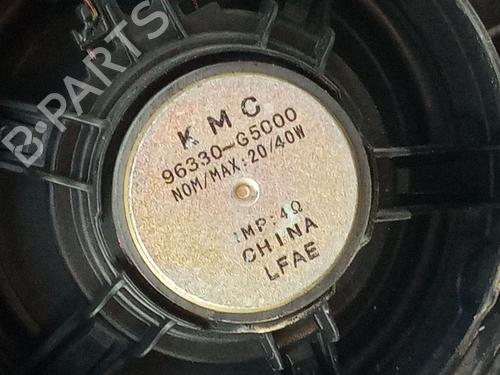 B-PARTS
KMC
96330-G5000
NOM/MAX:20/40W
IMP:4Ω
CHINA
LFAE